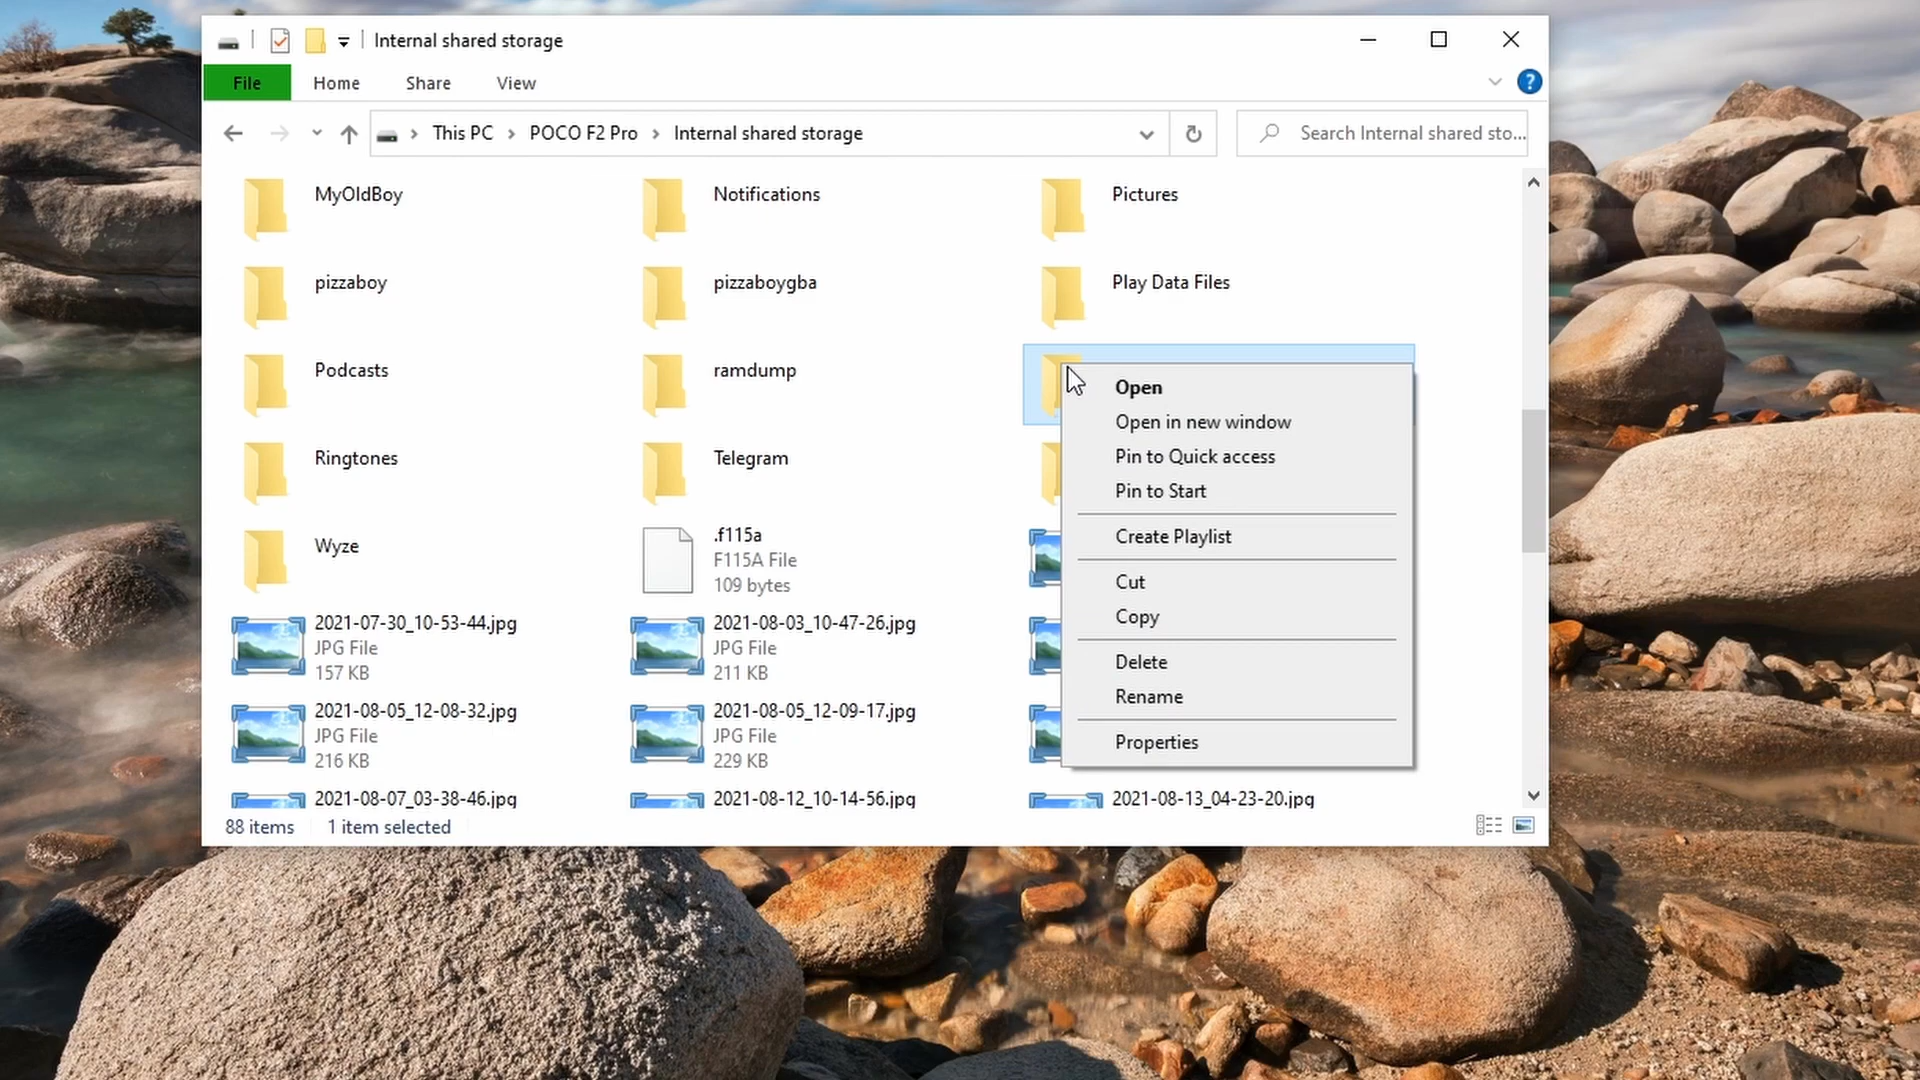 Internal shared storage
File Home Share View
This PC POCO F2 Pro Internal shared storage
Search Internal shared sto...
MyOldBoy
Notifications
Pictures
pizzaboy
pizzaboygba
Play Data Files
Podcasts
ramdump
Ringtones
Telegram
Wyze
.f115a
F115A File
109 bytes
2021-07-30_10-53-44.jpg
JPG File
157 KB
2021-08-03_10-47-26.jpg
JPG File
211 KB
2021-08-05_12-08-32.jpg
JPG File
216 KB
2021-08-05_12-09-17.jpg
JPG File
229 KB
2021-08-07_03-38-46.jpg
2021-08-12_10-14-56.jpg
2021-08-13_04-23-20.jpg
Open
Open in new window
Pin to Quick access
Pin to Start
Create Playlist
Cut
Copy
Delete
Rename
Properties
88 items 1 item selected